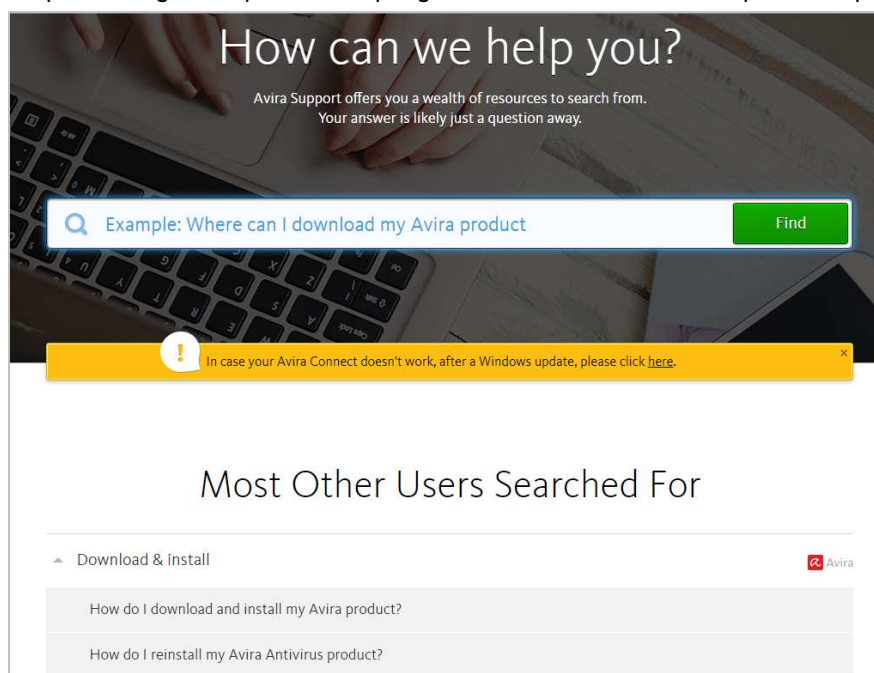 How can we help you?
Avira Support offers you a wealth of resources to search from.
Your answer is likely just a question away.
Example: Where can I download my Avira product
Find
! In case your Avira Connect doesn't work, after a Windows update, please click here. ×
Most Other Users Searched For
Download & install
Avira
How do I download and install my Avira product?
How do I reinstall my Avira Antivirus product?